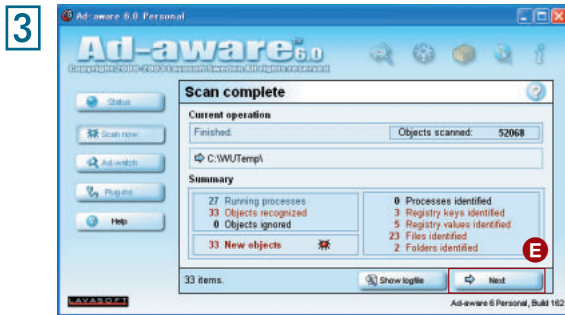 3
Ad-aware 6.0 Personal
Ad-aware 6.0
Status
Scan now
Ad-watch
Plug-ins
Help
Scan complete
Current operation
Finished.
Objects scanned: 52068
C:\WUTemp\
Summary
27 Running processes
33 Objects recognized
0 Objects ignored
33 New objects
0 Processes identified
3 Registry keys identified
5 Registry values identified
23 Files identified
2 Folders identified
E
33 items.
Show logfile
Next
LAVASOFT
Ad-aware 6 Personal, Build 162